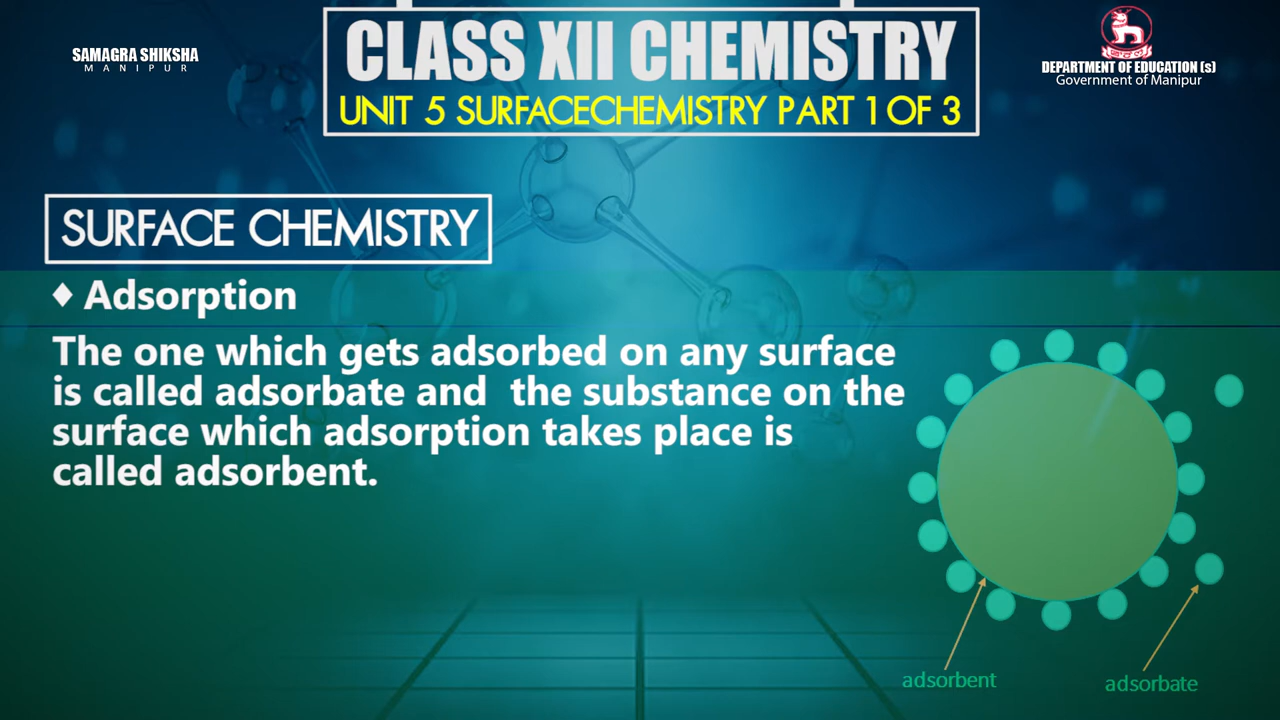 SAMAGRA SHIKSHA
MANIPUR
CLASS XII CHEMISTRY
UNIT 5 SURFACECHEMISTRY PART 1 OF 3
DEPARTMENT OF EDUCATION (s)
Government of Manipur
SURFACE CHEMISTRY
♦ Adsorption
The one which gets adsorbed on any surface
is called adsorbate and the substance on the
surface which adsorption takes place is
called adsorbent.
adsorbent
adsorbate